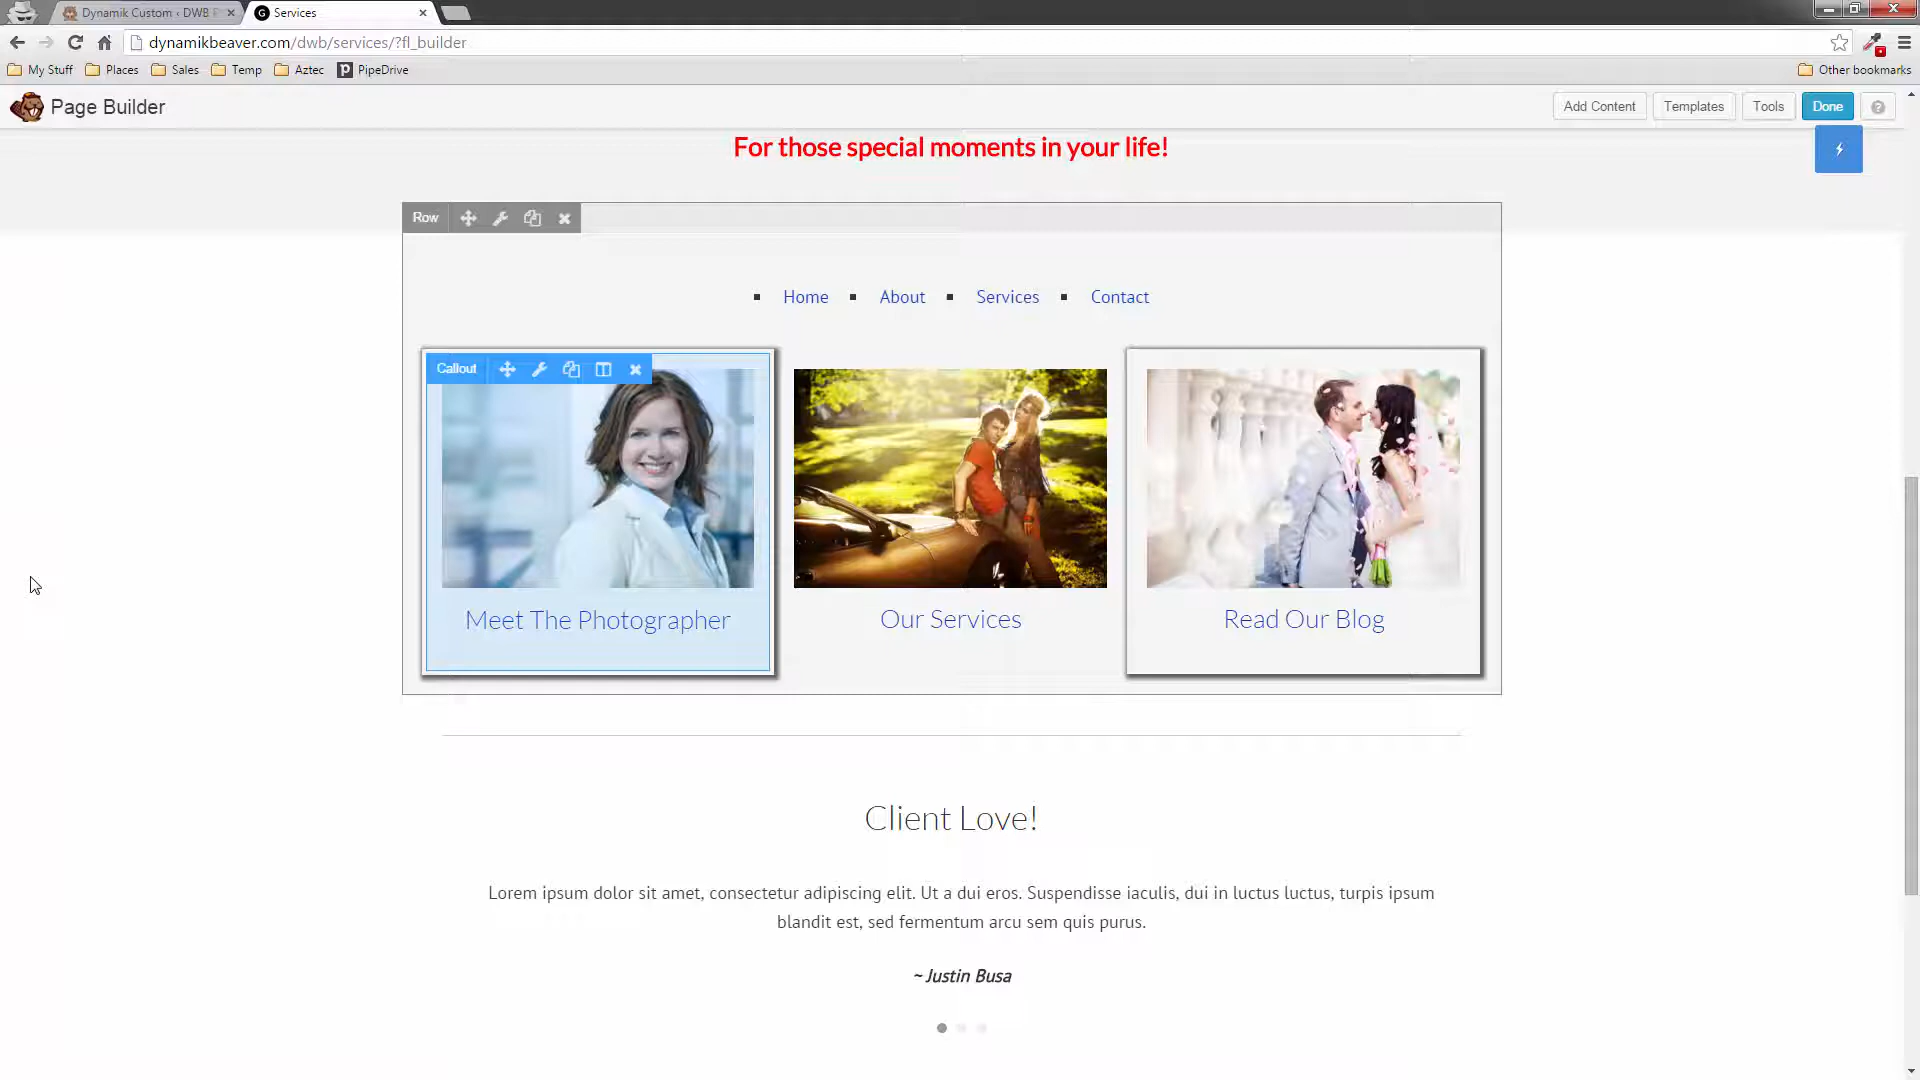 Dynamik Custom ‹ DWB
Services
dynamikbeaver.com/dwb/services/?fl_builder
My Stuff
Places
Sales
Temp
Aztec
PipeDrive
Other bookmarks
Page Builder
Add Content
Templates
Tools
Done
For those special moments in your life!
Row
Home
About
Services
Contact
Callout
Meet The Photographer
Our Services
Read Our Blog
Client Love!
Lorem ipsum dolor sit amet, consectetur adipiscing elit. Ut a dui eros. Suspendisse iaculis, dui in luctus luctus, turpis ipsum
blandit est, sed fermentum arcu sem quis purus.
~ Justin Busa